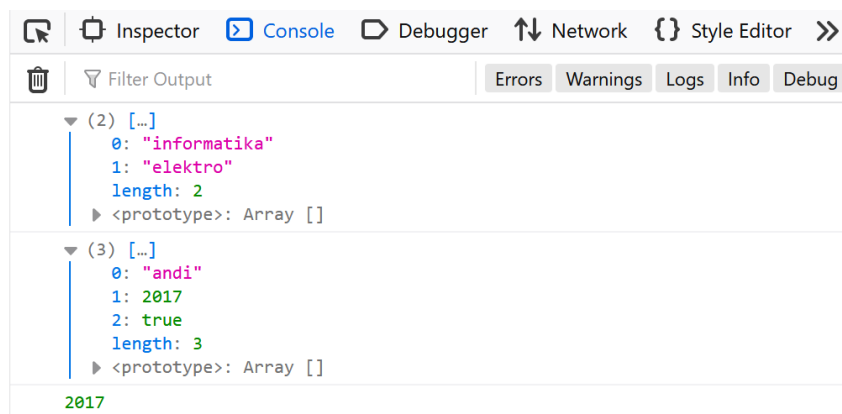 Inspector Console Debugger Network Style Editor
Filter Output Errors Warnings Logs Info Debug
(2) […]
0: "informatika"
1: "elektro"
length: 2
<prototype>: Array []
(3) […]
0: "andi"
1: 2017
2: true
length: 3
<prototype>: Array []
2017